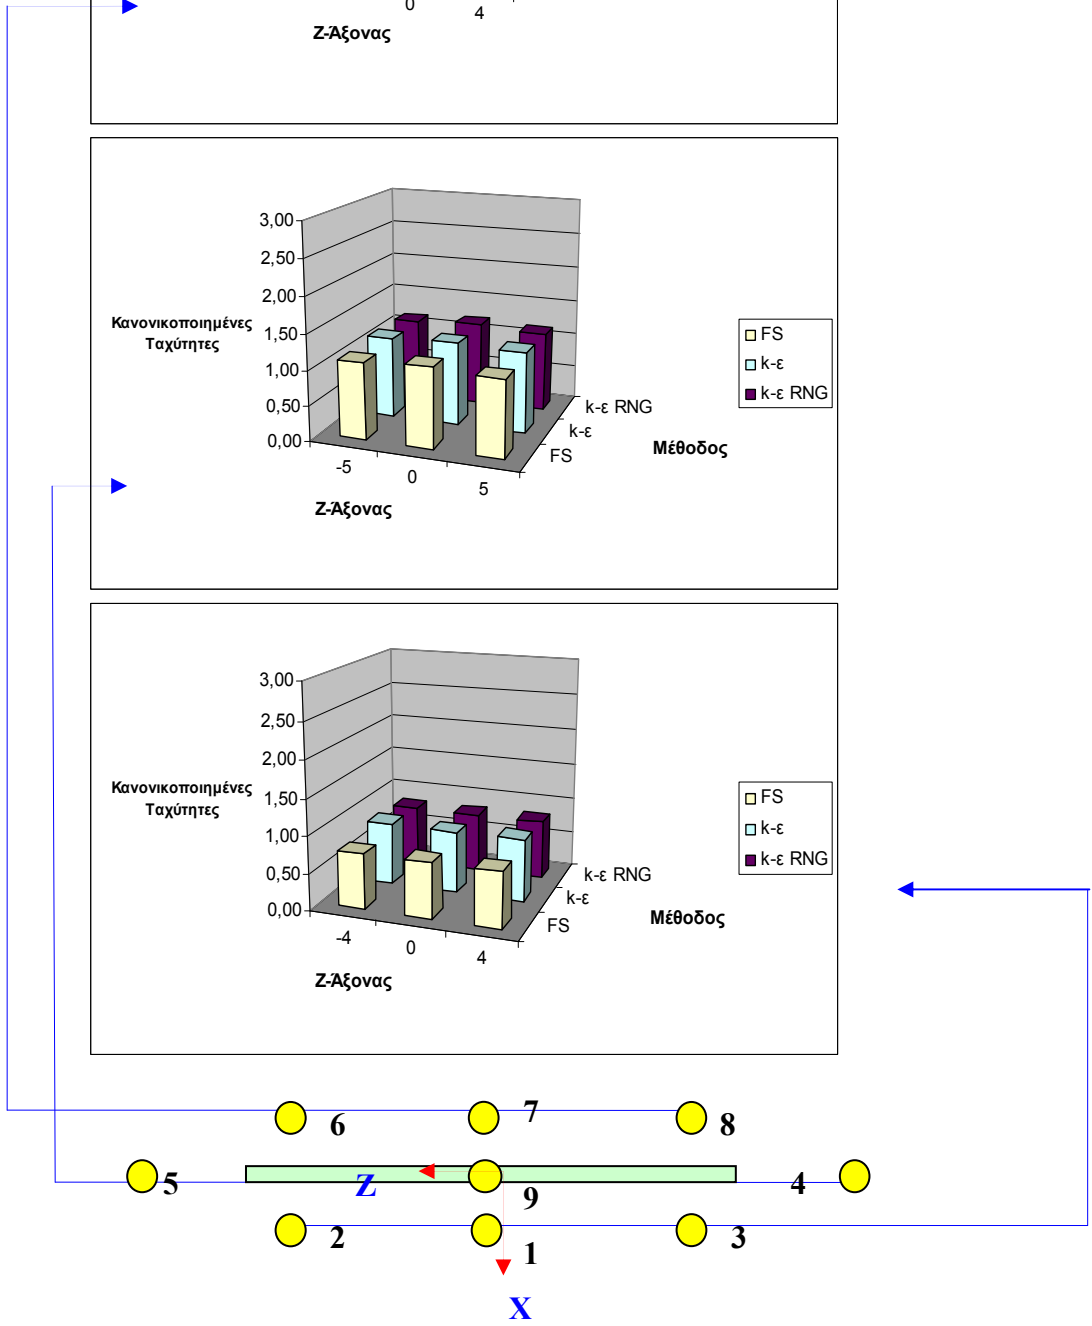 0
4
Z-Άξονας
3,00
2,50
2,00
1,50
1,00
0,50
0,00
Κανονικοποιημένες
Ταχύτητες
-5
0
5
Z-Άξονας
FS
k-ε
k-ε RNG
Μέθοδος
FS
k-ε
k-ε RNG
3,00
2,50
2,00
1,50
1,00
0,50
0,00
Κανονικοποιημένες
Ταχύτητες
-4
0
4
Z-Άξονας
FS
k-ε
k-ε RNG
Μέθοδος
FS
k-ε
k-ε RNG
6
7
8
5
Z
9
4
2
1
3
X